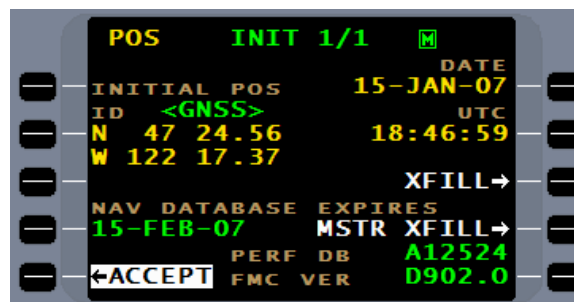 POS INIT 1/1 M
DATE
INITIAL POS 15-JAN-07
ID <GNSS> UTC
N 47 24.56 18:46:59
W 122 17.37
XFILL→
NAV DATABASE EXPIRES
15-FEB-07 MSTR XFILL→
PERF DB A12524
←ACCEPT FMC VER D902.0